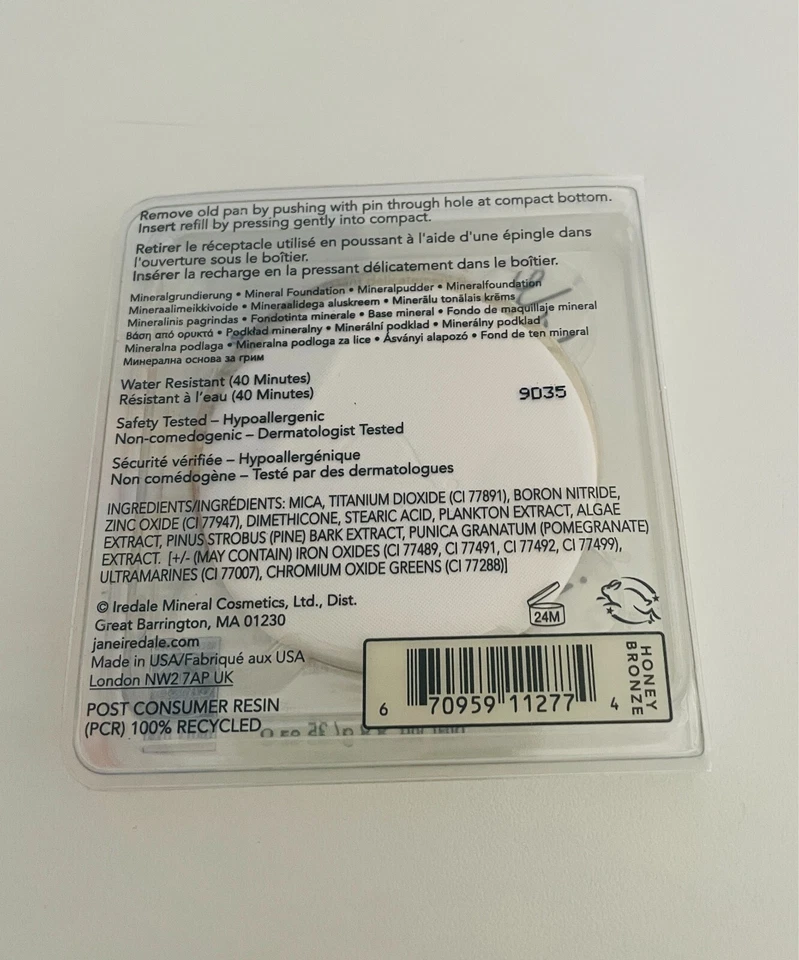 Remove old pan by pushing with pin through hole at compact bottom.
Insert refill by pressing gently into compact.
Retirer le réceptacle utilisé en poussant à l'aide d'une épingle dans
l'ouverture sous le boîtier.
Insérer la recharge en la pressant délicatement dans le boîtier.
Mineralgrundierung • Mineral Foundation • Mineralpudder • Mineralfoundation
Mineraalimeikkivoide • Mineraalidega aluskreem • Minerālu tonālais krēms
Mineralinis pagrindas • Fondotinta minerale • Base mineral • Fondo de maquillaje mineral
Βάση από ορυκτά • Podkład mineralny • Minerální podklad • Minerálny podklad
Mineralna podlaga • Mineralna podloga za lice • Ásványi alapozó • Fond de ten mineral
Минерална основа за грим
Water Resistant (40 Minutes)
Résistant à l'eau (40 Minutes)
9D35
Safety Tested – Hypoallergenic
Non-comedogenic – Dermatologist Tested
Sécurité vérifiée – Hypoallergénique
Non comédogène – Testé par des dermatologues
INGREDIENTS/INGRÉDIENTS: MICA, TITANIUM DIOXIDE (CI 77891), BORON NITRIDE,
ZINC OXIDE (CI 77947), DIMETHICONE, STEARIC ACID, PLANKTON EXTRACT, ALGAE
EXTRACT, PINUS STROBUS (PINE) BARK EXTRACT, PUNICA GRANATUM (POMEGRANATE)
EXTRACT. [+/- (MAY CONTAIN) IRON OXIDES (CI 77489, CI 77491, CI 77492, CI 77499),
ULTRAMARINES (CI 77007), CHROMIUM OXIDE GREENS (CI 77288)]
© Iredale Mineral Cosmetics, Ltd., Dist.
Great Barrington, MA 01230
janeiredale.com
Made in USA/Fabriqué aux USA
London NW2 7AP UK
POST CONSUMER RESIN
(PCR) 100% RECYCLED
24M
6 70959 11277 4
HONEY
BRONZE